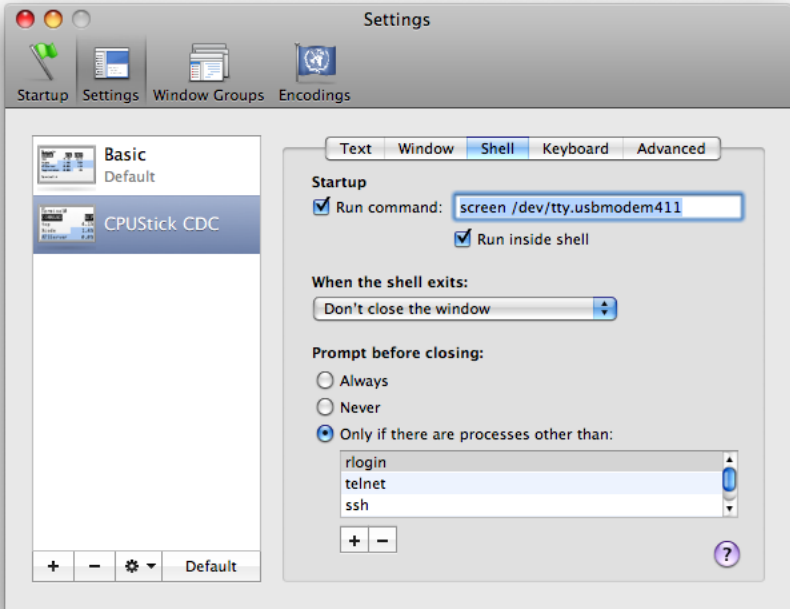 Settings
Startup Settings Window Groups Encodings
Basic
Default
CPUStick CDC
Text Window Shell Keyboard Advanced
Startup
Run command: screen /dev/tty.usbmodem411
Run inside shell
When the shell exits:
Don't close the window
Prompt before closing:
Always
Never
Only if there are processes other than:
rlogin
telnet
ssh
+ −
?
+ − Default